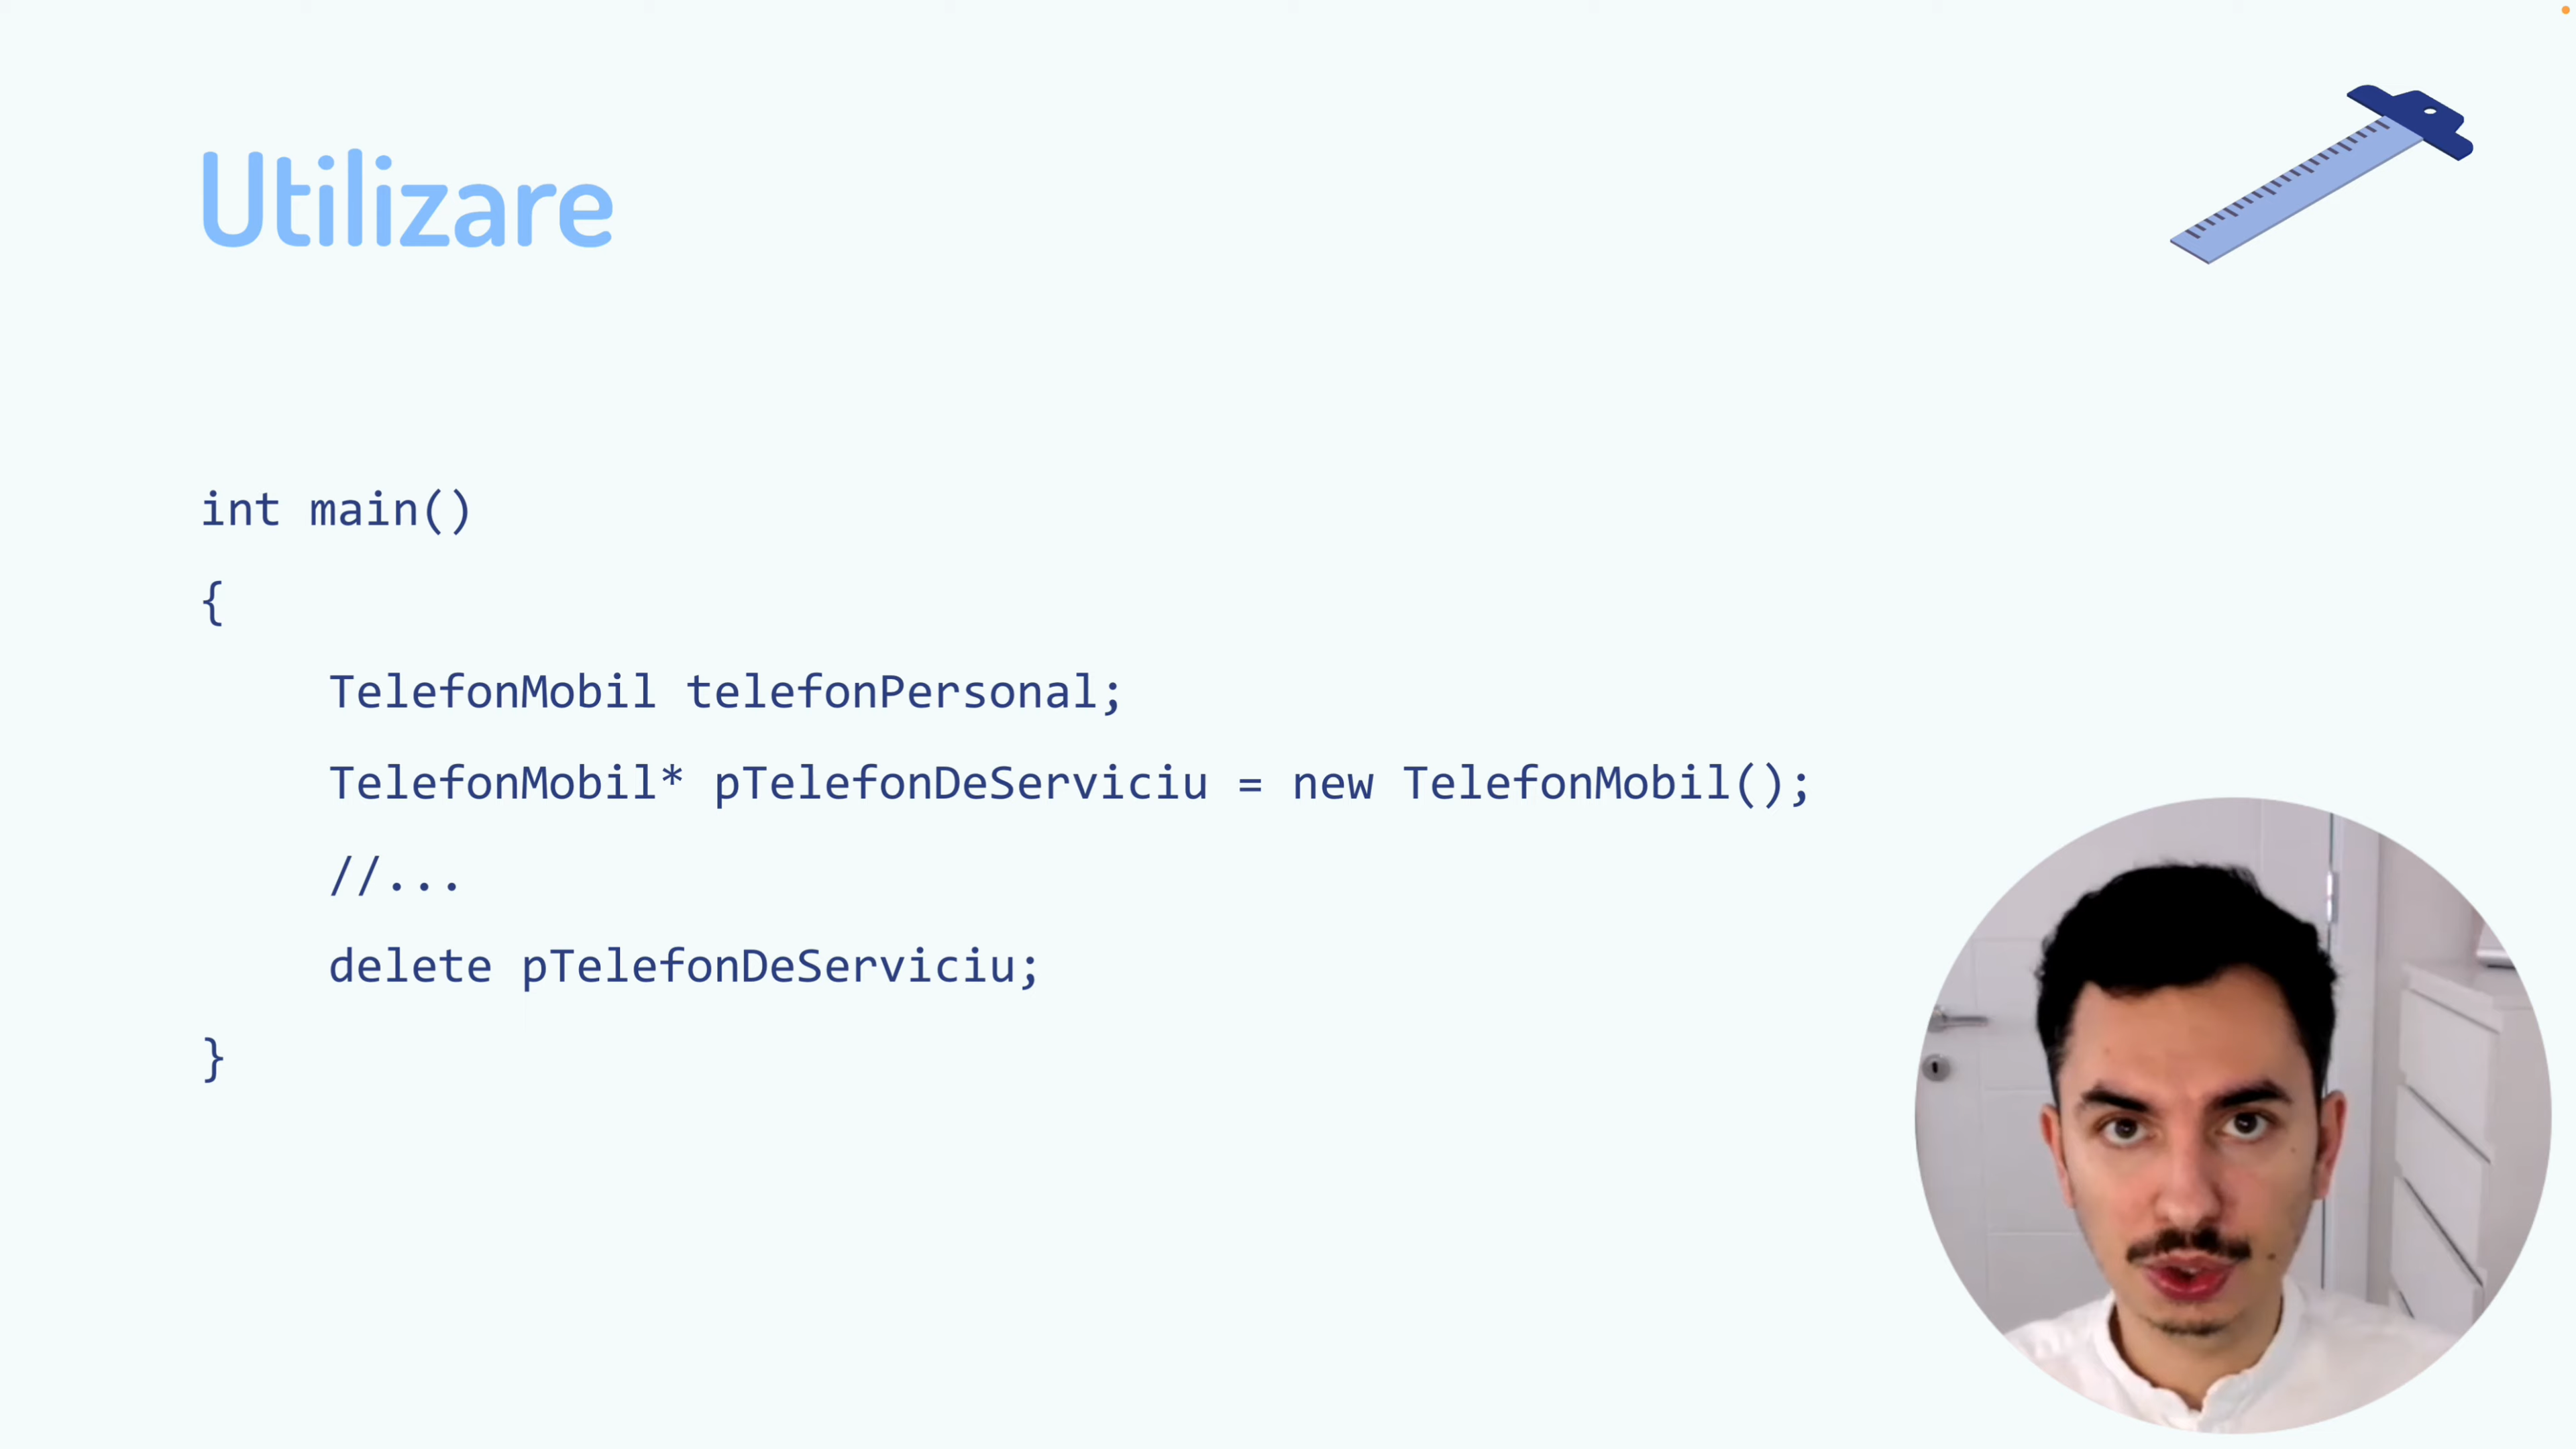 Utilizare
int main()
{
TelefonMobil telefonPersonal;
TelefonMobil* pTelefonDeServiciu = new TelefonMobil();
//...
delete pTelefonDeServiciu;
}